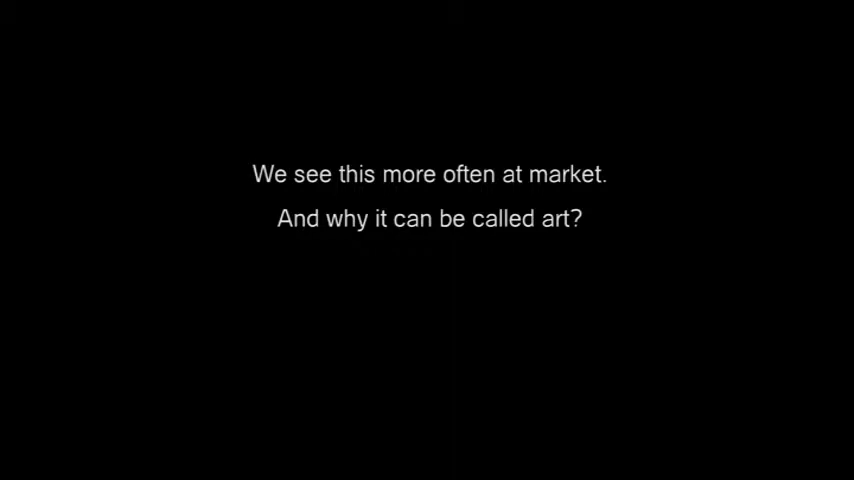 We see this more often at market.
And why it can be called art?